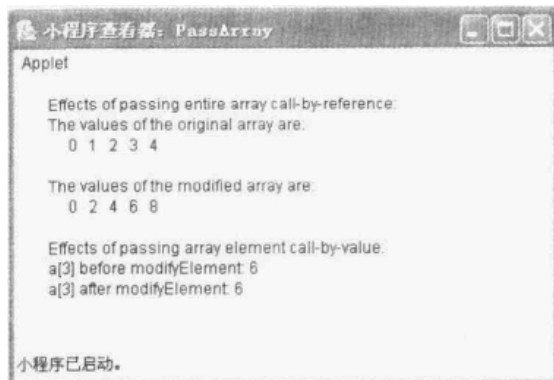 小程序查看器: PassArray
Applet
Effects of passing entire array call-by-reference:
The values of the original array are:
0 1 2 3 4
The values of the modified array are:
0 2 4 6 8
Effects of passing array element call-by-value:
a[3] before modifyElement: 6
a[3] after modifyElement: 6
小程序已启动。